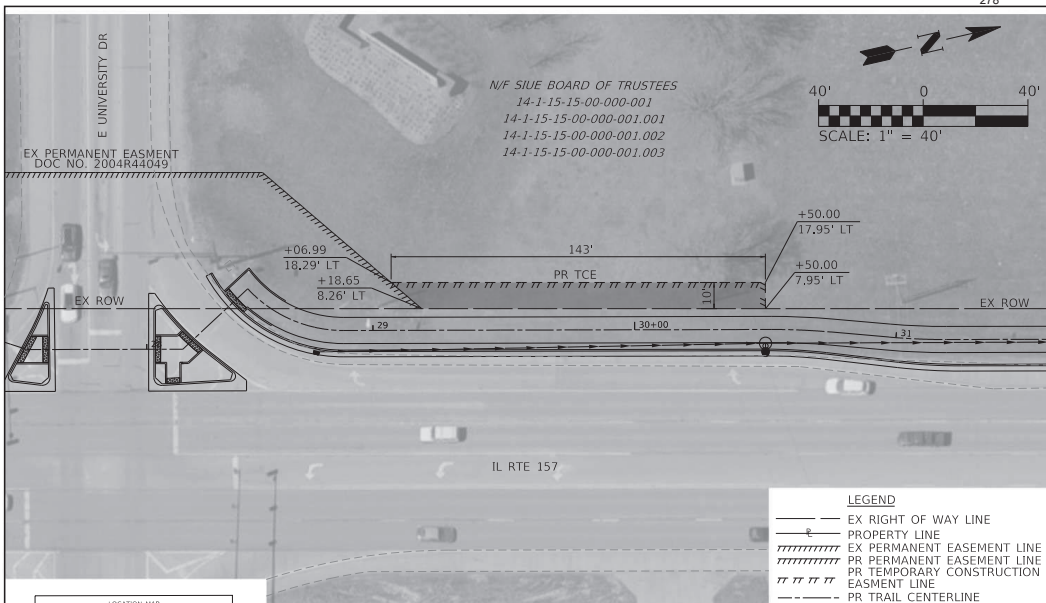 278
E UNIVERSITY DR
N/F SIUE BOARD OF TRUSTEES
14-1-15-15-00-000-001
14-1-15-15-00-000-001.001
14-1-15-15-00-000-001.002
14-1-15-15-00-000-001.003
N
40' 0 40'
SCALE: 1" = 40'
EX PERMANENT EASMENT
DOC NO. 2004R44049
+50.00
17.95' LT
+06.99
18.29' LT
143'
+50.00
7.95' LT
+18.65
8.26' LT
PR TCE
10'
EX ROW
EX ROW
29
30+00
31
IL RTE 157
LEGEND
EX RIGHT OF WAY LINE
PROPERTY LINE
EX PERMANENT EASEMENT LINE
PR PERMANENT EASEMENT LINE
PR TEMPORARY CONSTRUCTION
EASMENT LINE
PR TRAIL CENTERLINE
LOCATION MAP